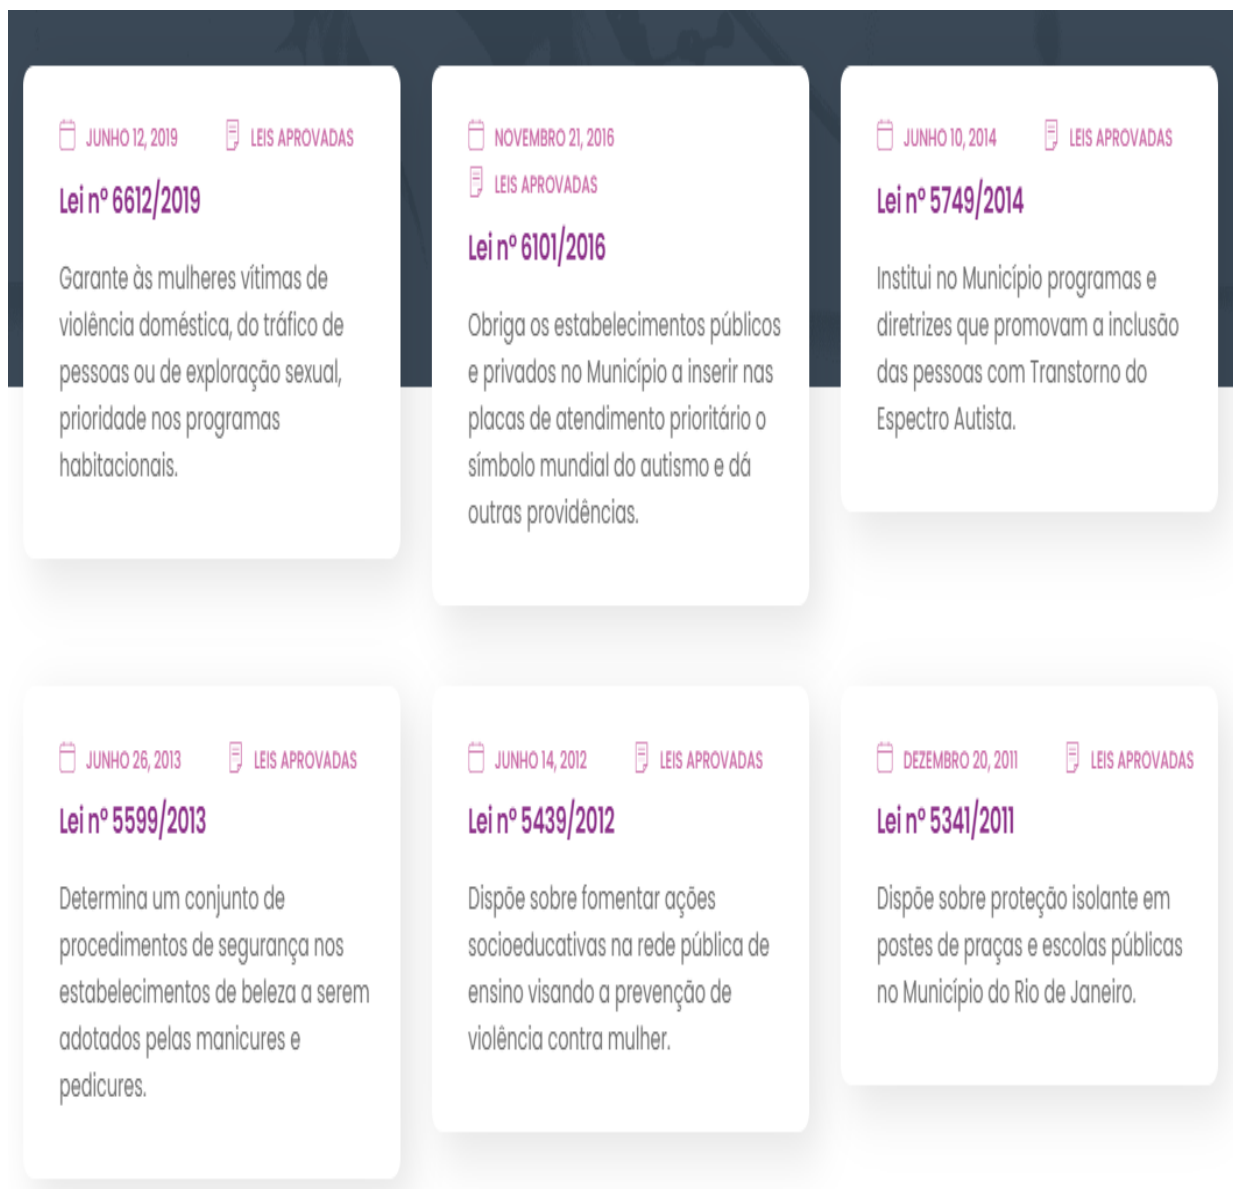 JUNHO 12, 2019 LEIS APROVADAS
Lei nº 6612/2019
Garante às mulheres vítimas de
violência doméstica, do tráfico de
pessoas ou de exploração sexual,
prioridade nos programas
habitacionais.
NOVEMBRO 21, 2016
LEIS APROVADAS
Lei nº 6101/2016
Obriga os estabelecimentos públicos
e privados no Município a inserir nas
placas de atendimento prioritário o
símbolo mundial do autismo e dá
outras providências.
JUNHO 10, 2014 LEIS APROVADAS
Lei nº 5749/2014
Institui no Município programas e
diretrizes que promovam a inclusão
das pessoas com Transtorno do
Espectro Autista.
JUNHO 26, 2013 LEIS APROVADAS
Lei nº 5599/2013
Determina um conjunto de
procedimentos de segurança nos
estabelecimentos de beleza a serem
adotados pelas manicures e
pedicures.
JUNHO 14, 2012 LEIS APROVADAS
Lei nº 5439/2012
Dispõe sobre fomentar ações
socioeducativas na rede pública de
ensino visando a prevenção de
violência contra mulher.
DEZEMBRO 20, 2011 LEIS APROVADAS
Lei nº 5341/2011
Dispõe sobre proteção isolante em
postes de praças e escolas públicas
no Município do Rio de Janeiro.